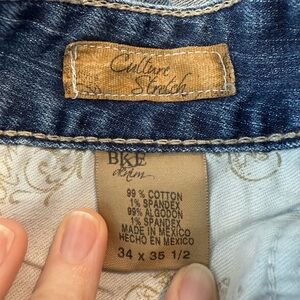 Culture
Stretch
BKE
denim
99% COTTON
1% SPANDEX
99% ALGODON
1% SPANDEX
MADE IN MEXICO
HECHO EN MEXICO
34 x 35 1/2